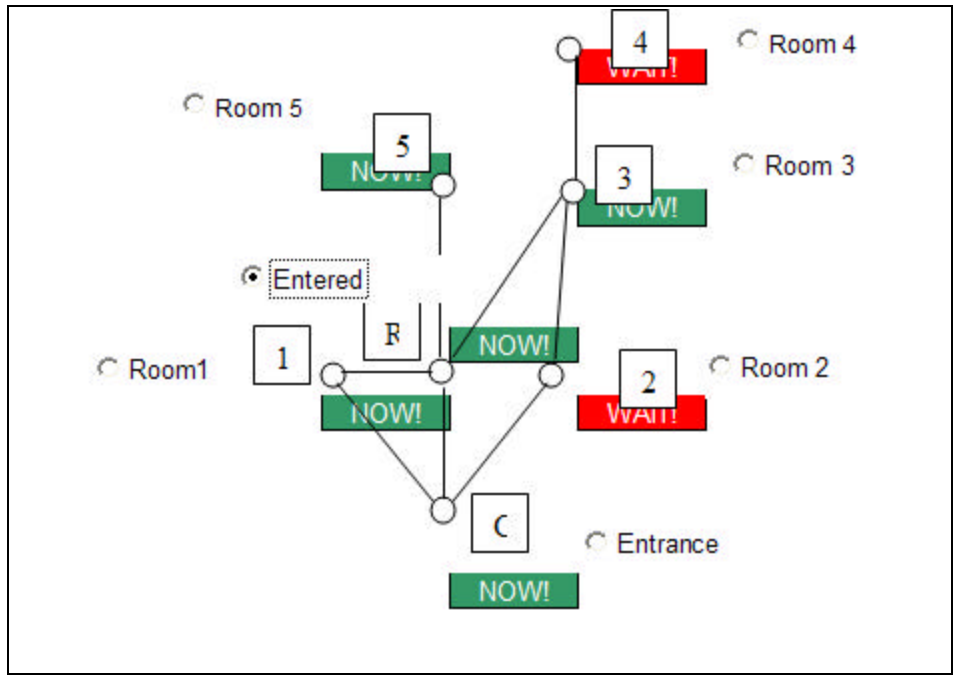 4
Room 4
WAIT!
Room 5
5
NOW!
3
Room 3
NOW!
Entered
R
NOW!
1
Room1
2
Room 2
NOW!
WAIT!
C
Entrance
NOW!